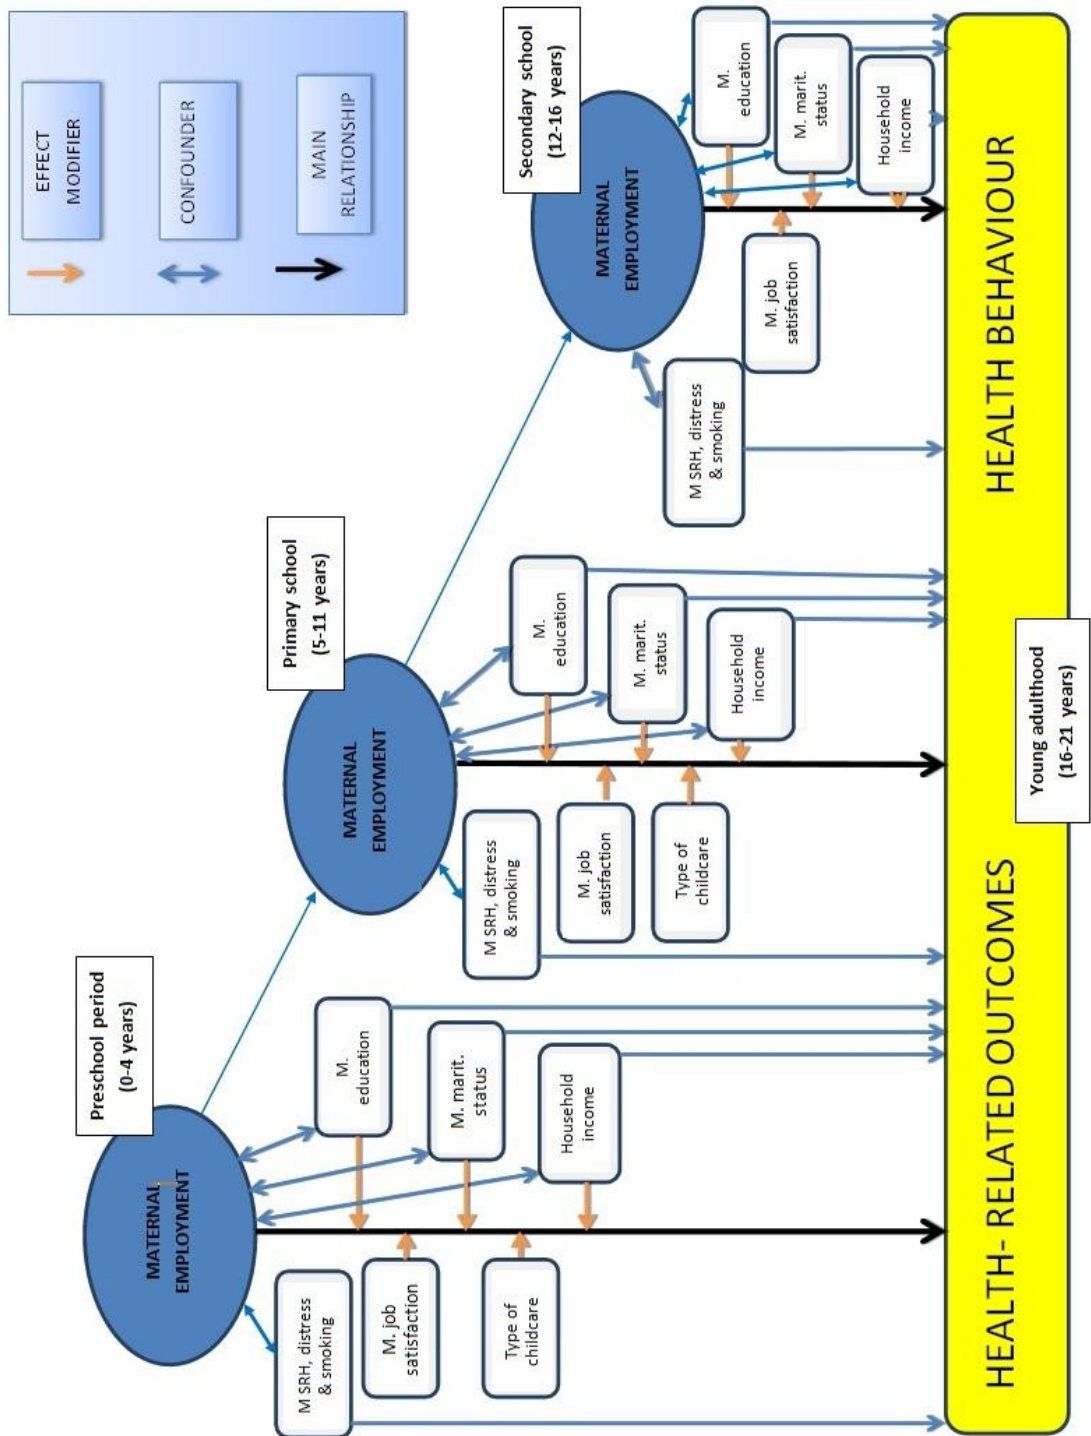 EFFECT
MODIFIER
CONFOUNDER
MAIN
RELATIONSHIP
Preschool period
(0-4 years)
MATERNAL
EMPLOYMENT
M SRH, distress
& smoking
M. job
satisfaction
Type of
childcare
M.
education
M. marit.
status
Household
income
Primary school
(5-11 years)
MATERNAL
EMPLOYMENT
M SRH, distress
& smoking
M. job
satisfaction
Type of
childcare
M.
education
M. marit.
status
Household
income
Secondary school
(12-16 years)
MATERNAL
EMPLOYMENT
M SRH, distress
& smoking
M. job
satisfaction
M.
education
M. marit.
status
Household
income
HEALTH- RELATED OUTCOMES
HEALTH BEHAVIOUR
Young adulthood
(16-21 years)